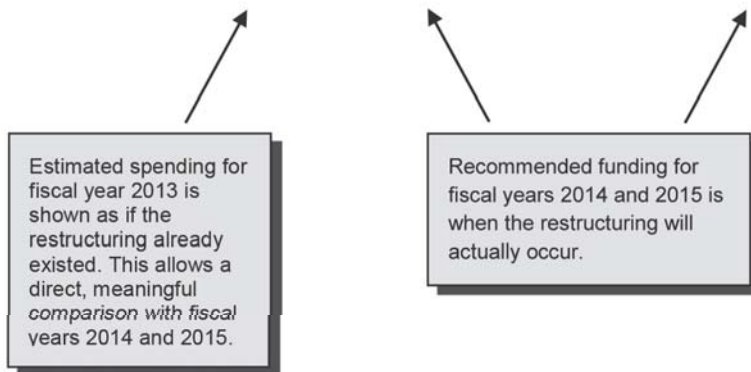 Estimated spending for
fiscal year 2013 is
shown as if the
restructuring already
existed. This allows a
direct, meaningful
comparison with fiscal
years 2014 and 2015.
Recommended funding for
fiscal years 2014 and 2015 is
when the restructuring will
actually occur.